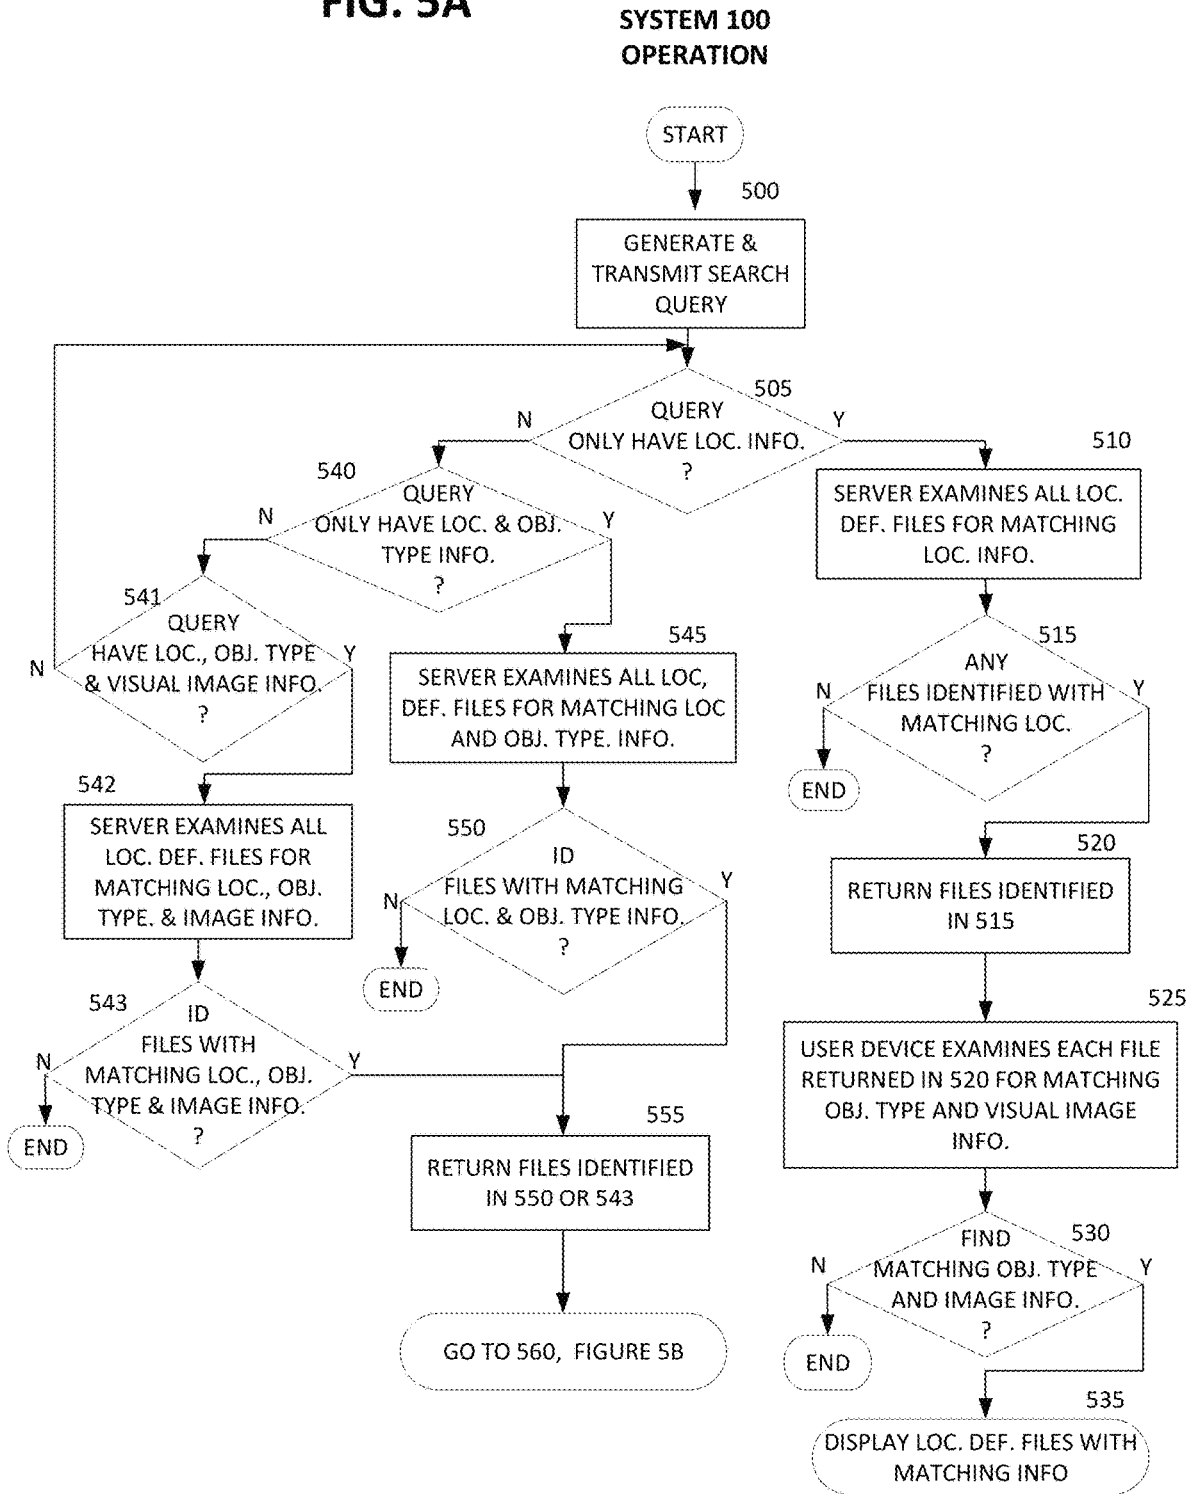 FIG. 5A
SYSTEM 100
OPERATION
START
500
GENERATE &
TRANSMIT SEARCH
QUERY
505
N
QUERY
ONLY HAVE LOC. INFO.
?
Y
510
SERVER EXAMINES ALL LOC.
DEF. FILES FOR MATCHING
LOC. INFO.
540
N
QUERY
ONLY HAVE LOC. & OBJ.
TYPE INFO.
?
Y
541
N
QUERY
HAVE LOC., OBJ. TYPE
& VISUAL IMAGE INFO.
?
Y
545
SERVER EXAMINES ALL LOC,
DEF. FILES FOR MATCHING LOC
AND OBJ. TYPE. INFO.
515
N
ANY
FILES IDENTIFIED WITH
MATCHING LOC.
?
Y
END
542
SERVER EXAMINES ALL
LOC. DEF. FILES FOR
MATCHING LOC., OBJ.
TYPE. & IMAGE INFO.
550
N
ID
FILES WITH MATCHING
LOC. & OBJ. TYPE INFO.
?
Y
END
520
RETURN FILES IDENTIFIED
IN 515
543
N
ID
FILES WITH
MATCHING LOC., OBJ.
TYPE & IMAGE INFO.
?
Y
END
525
USER DEVICE EXAMINES EACH FILE
RETURNED IN 520 FOR MATCHING
OBJ. TYPE AND VISUAL IMAGE
INFO.
555
RETURN FILES IDENTIFIED
IN 550 OR 543
530
N
FIND
MATCHING OBJ. TYPE
AND IMAGE INFO.
?
Y
END
GO TO 560, FIGURE 5B
535
DISPLAY LOC. DEF. FILES WITH
MATCHING INFO